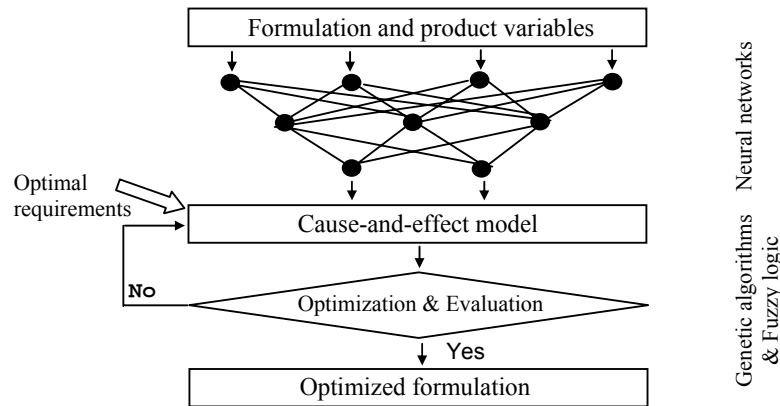 Formulation and product variables
Neural networks
Optimal
requirements
Cause-and-effect model
No
Optimization & Evaluation
Genetic algorithms
& Fuzzy logic
Yes
Optimized formulation